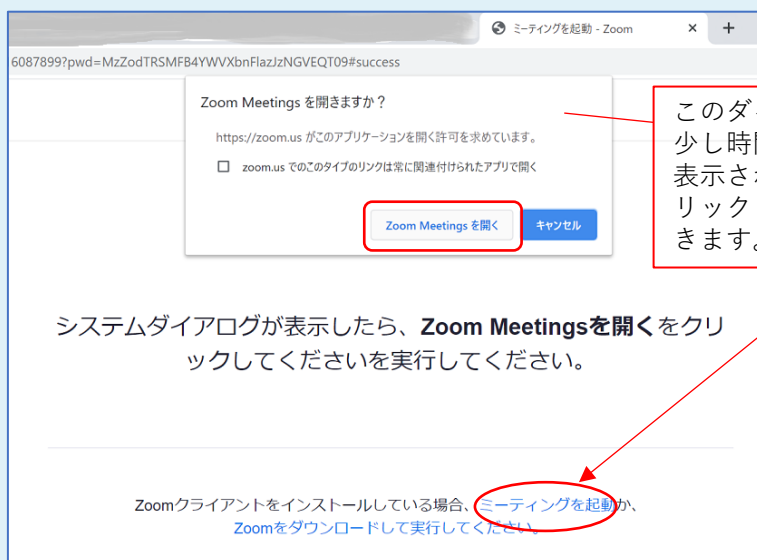 ミーティングを起動 - Zoom
6087899?pwd=MzZodTRSMFB4YWVXbnFlazJzNGVEQT09#success
Zoom Meetings を開きますか？
https://zoom.us がこのアプリケーションを開く許可を求めています。
zoom.us でのこのタイプのリンクは常に関連付けられたアプリで開く
Zoom Meetings を開く
キャンセル
このダ
少し時
表示さ
リック
きます。
システムダイアログが表示したら、Zoom Meetingsを開くをクリ
ックしてくださいを実行してください。
Zoomクライアントをインストールしている場合、ミーティングを起動か、
Zoomをダウンロードして実行してください。